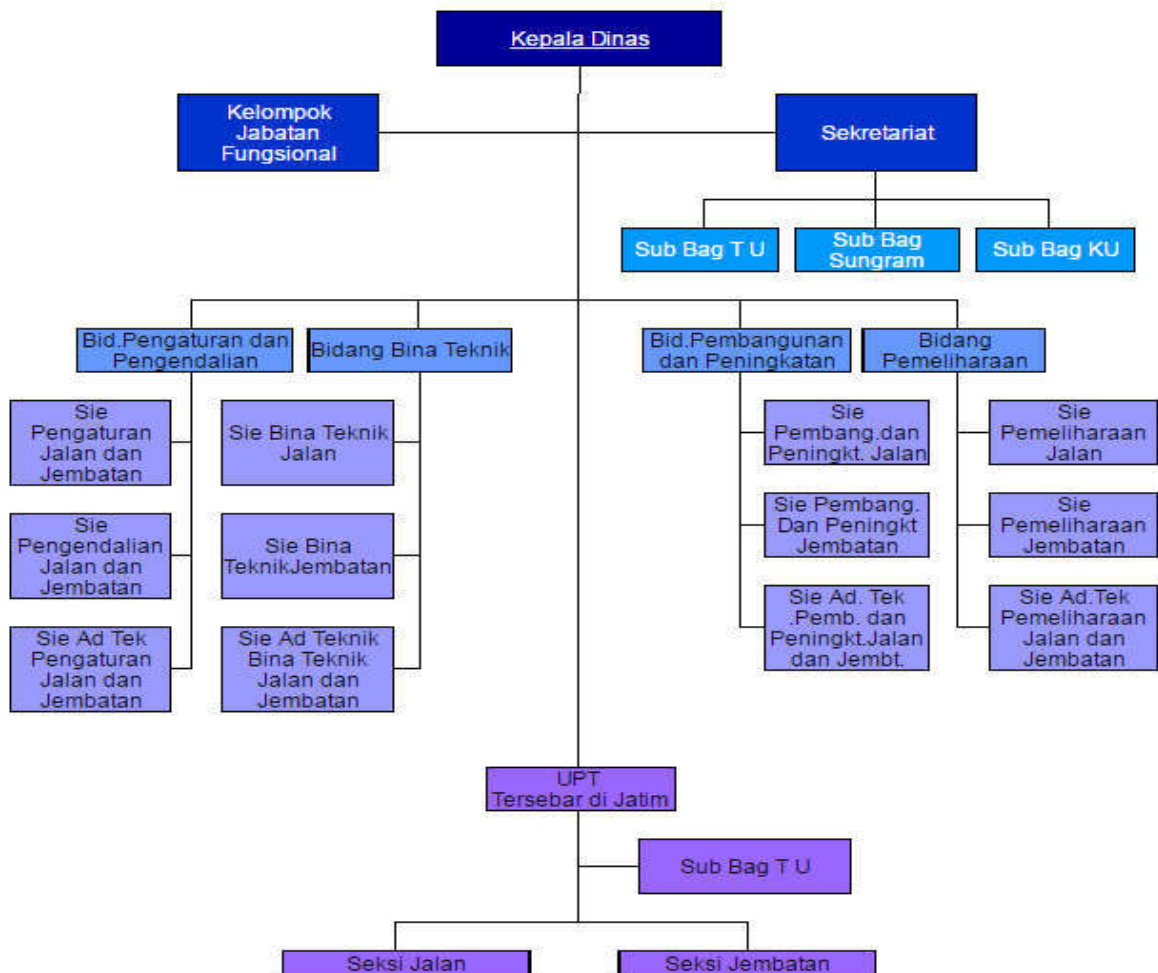 Kepala Dinas
Kelompok
Jabatan
Fungsional
Sekretariat
Sub Bag T U
Sub Bag
Sungram
Sub Bag KU
Bid.Pengaturan dan
Pengendalian
Bidang Bina Teknik
Bid.Pembangunan
dan Peningkatan
Bidang
Pemeliharaan
Sie
Pengaturan
Jalan dan
Jembatan
Sie Bina Teknik
Jalan
Sie
Pembang.dan
Peningkt. Jalan
Sie
Pemeliharaan
Jalan
Sie
Pengendalian
Jalan dan
Jembatan
Sie Bina
TeknikJembatan
Sie Pembang.
Dan Peningkt
Jembatan
Sie
Pemeliharaan
Jembatan
Sie Ad Tek
Pengaturan
Jalan dan
Jembatan
Sie Ad Teknik
Bina Teknik
Jalan dan
Jembatan
Sie Ad. Tek
.Pemb. dan
Peningkt.Jalan
dan Jembt.
Sie Ad.Tek
Pemeliharaan
Jalan dan
Jembatan
UPT
Tersebar di Jatim
Sub Bag T U
Seksi Jalan
Seksi Jembatan